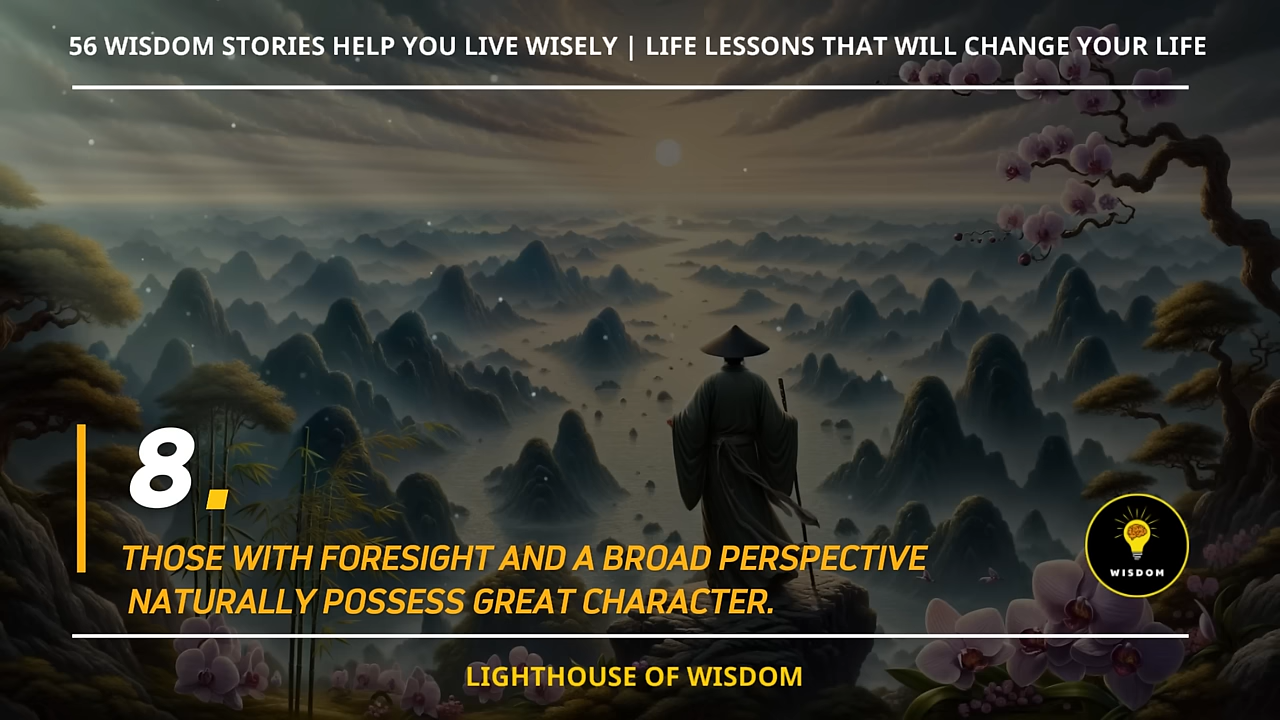 56 WISDOM STORIES HELP YOU LIVE WISELY | LIFE LESSONS THAT WILL CHANGE YOUR LIFE
8.
THOSE WITH FORESIGHT AND A BROAD PERSPECTIVE
NATURALLY POSSESS GREAT CHARACTER.
WISDOM
LIGHTHOUSE OF WISDOM